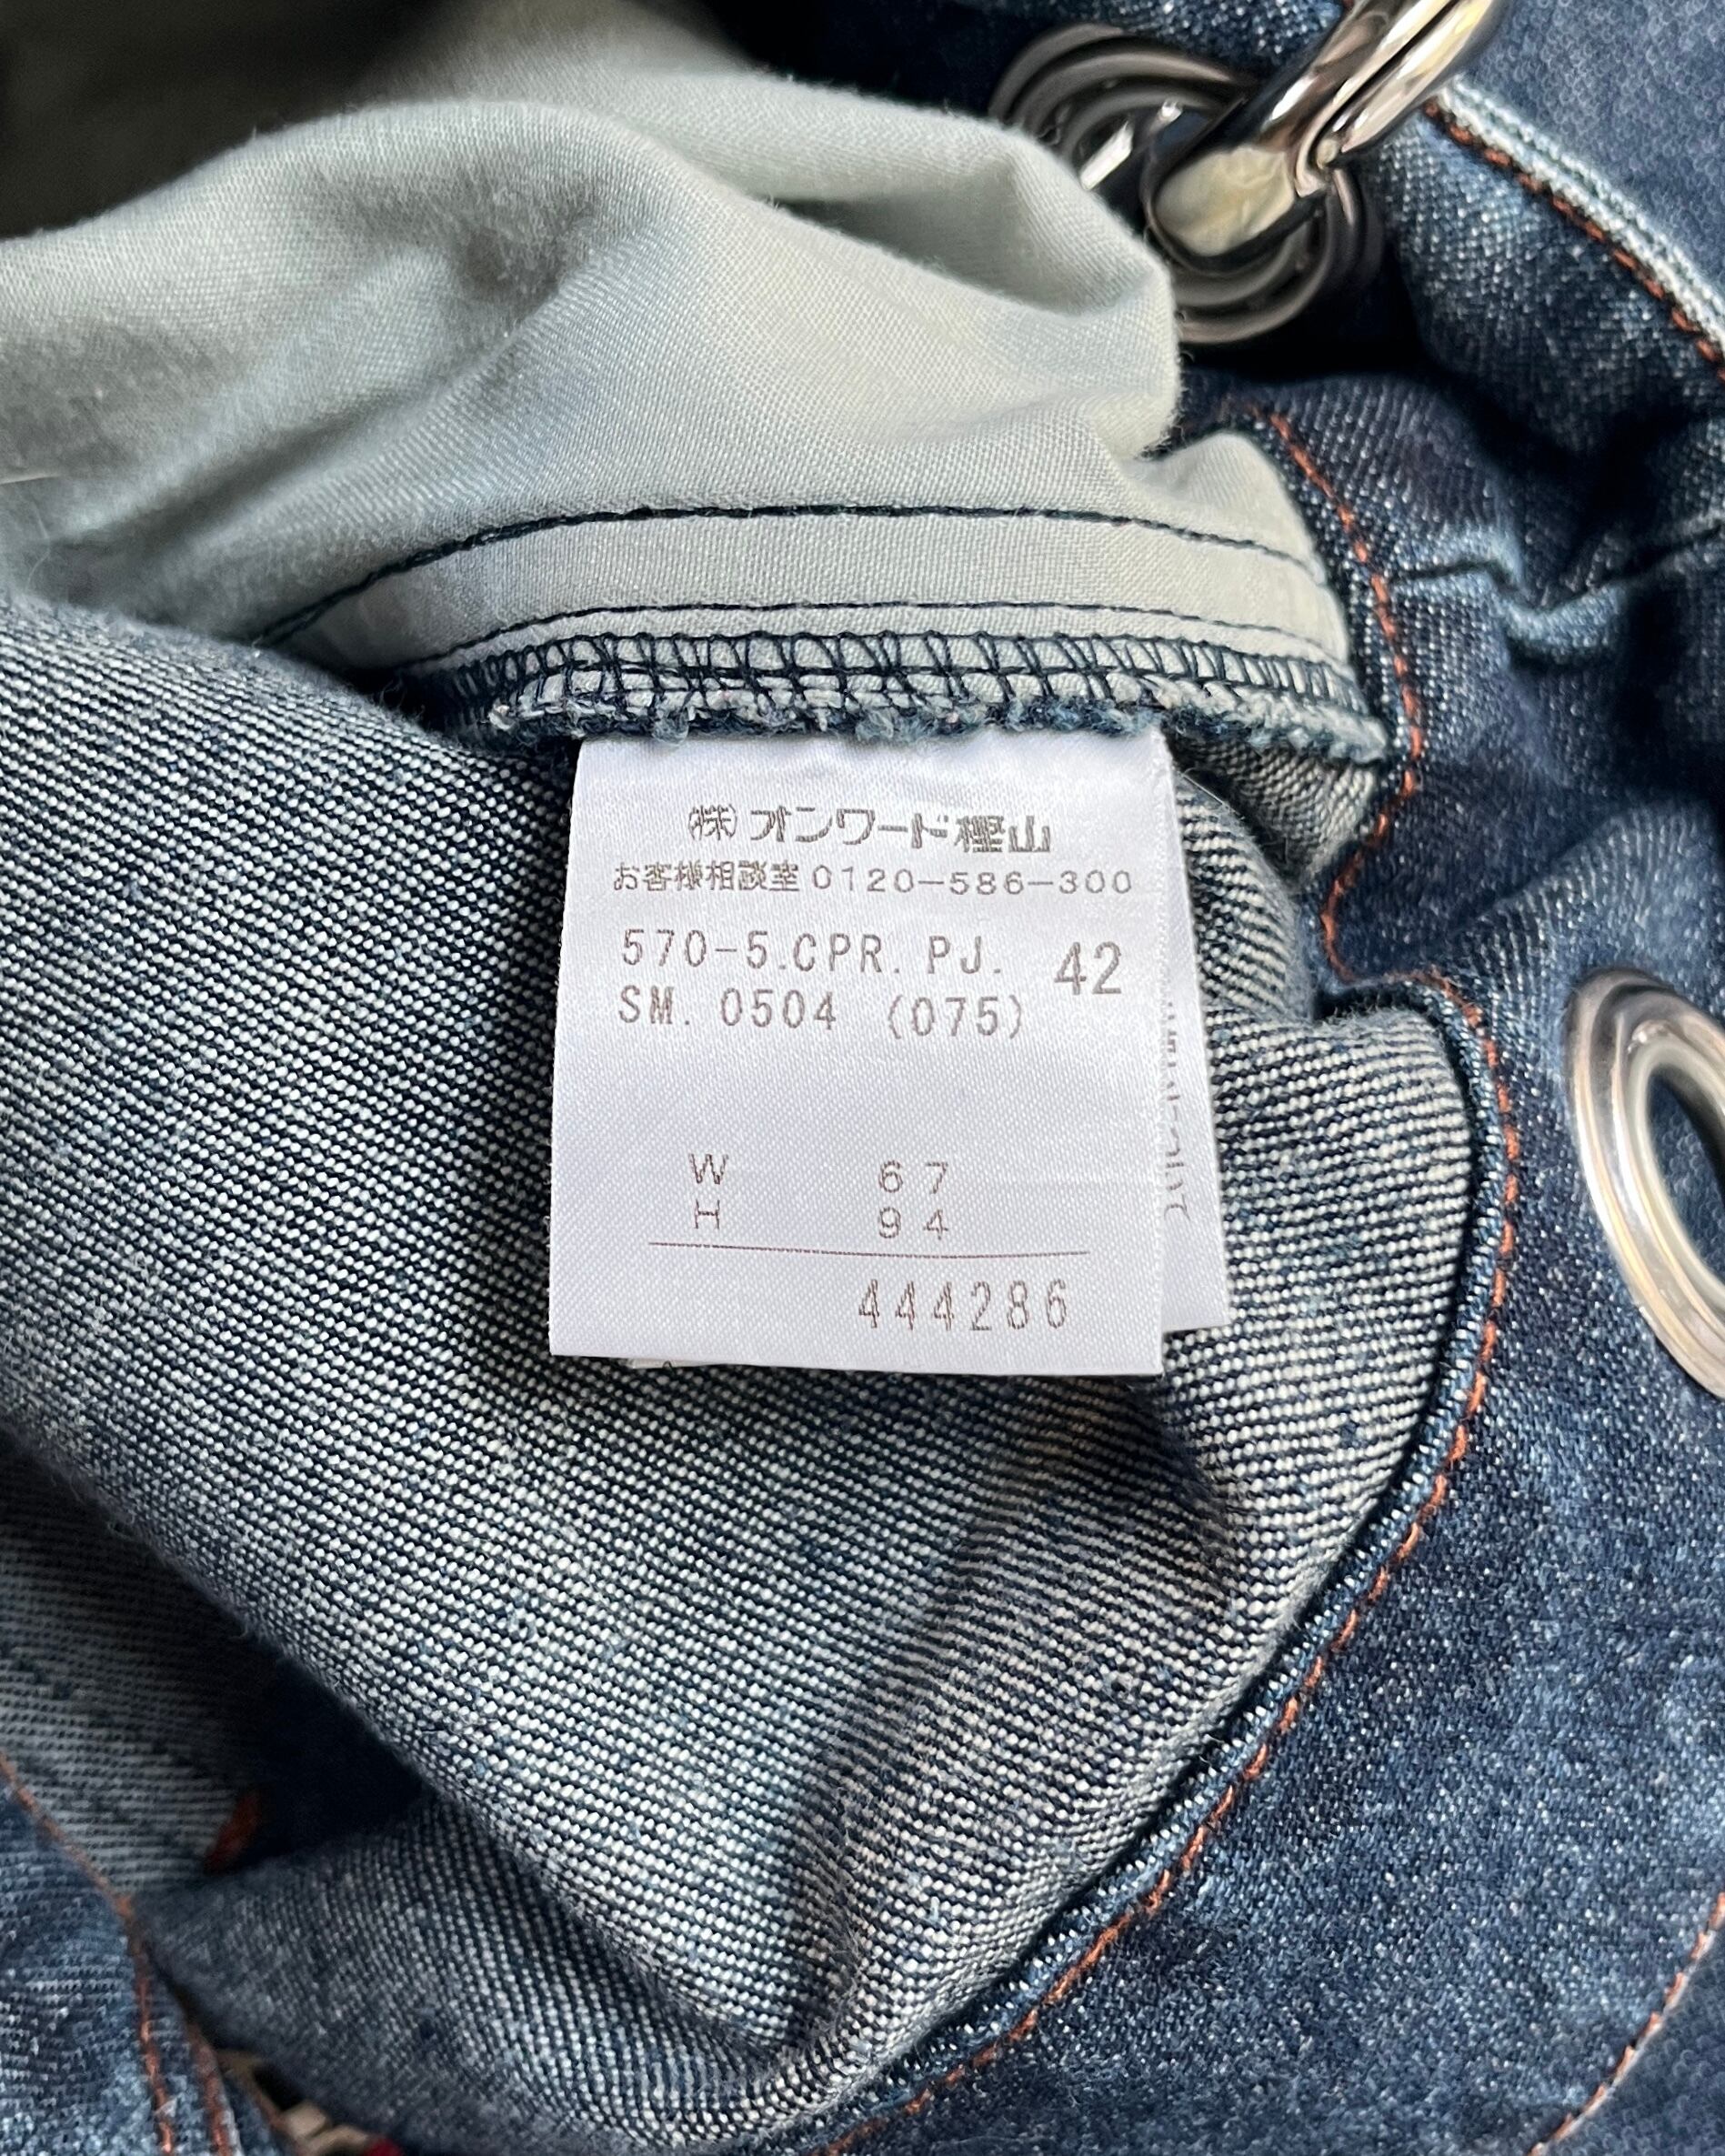 ㈱オンワード樫山
お客様相談室 0120-586-300
570-5.CPR.PJ. 42
SM. 0504 (075)
W 67
H 94
444286